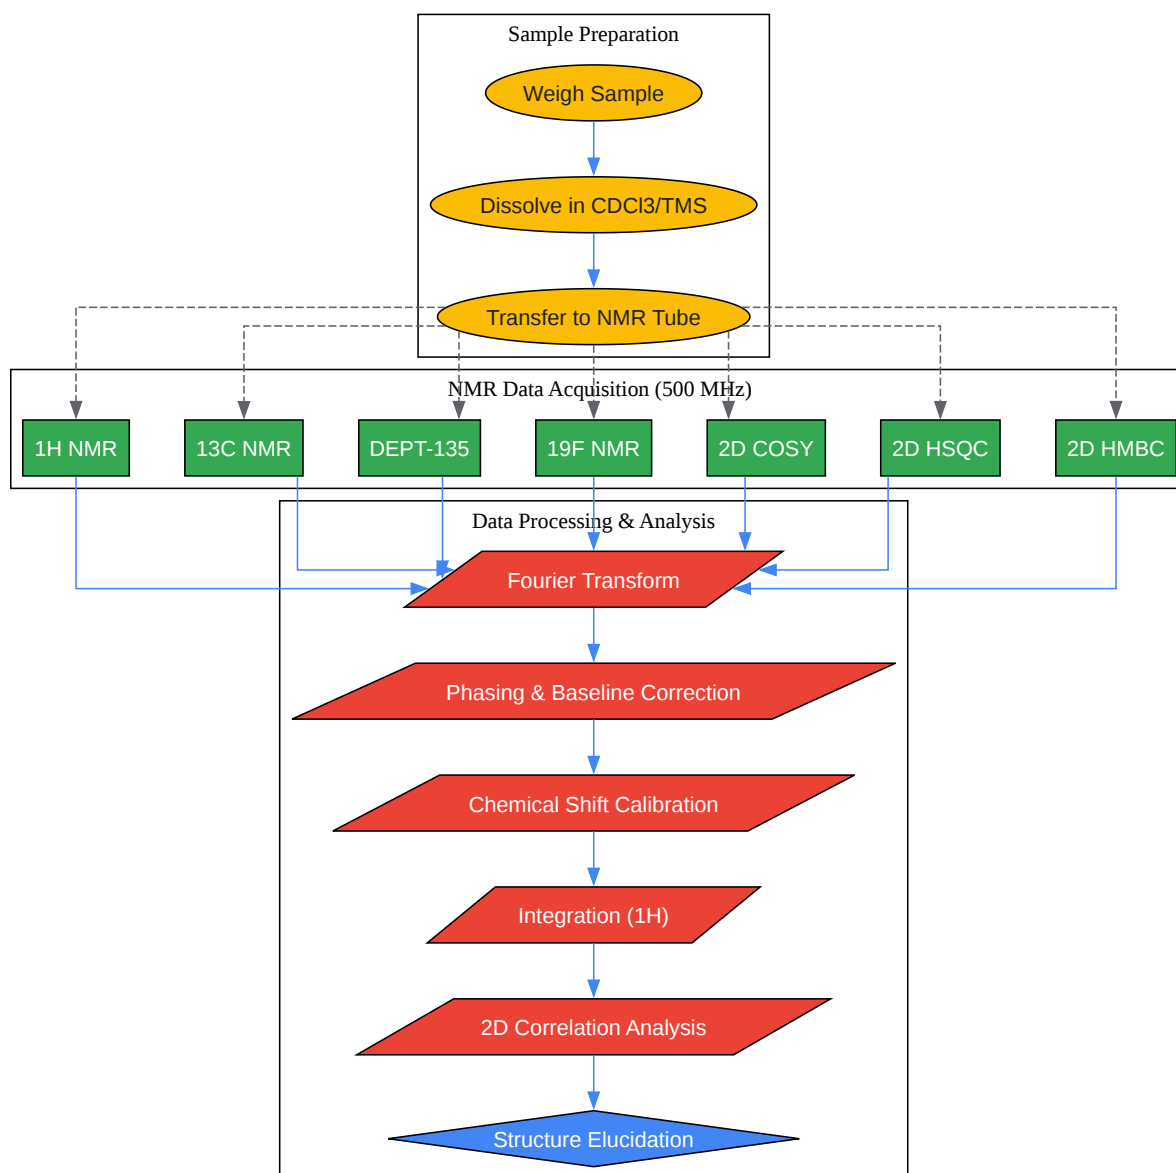 Sample Preparation
Weigh Sample
Dissolve in CDCl3/TMS
Transfer to NMR Tube
NMR Data Acquisition (500 MHz)
1H NMR
13C NMR
DEPT-135
19F NMR
2D COSY
2D HSQC
2D HMBC
Data Processing & Analysis
Fourier Transform
Phasing & Baseline Correction
Chemical Shift Calibration
Integration (1H)
2D Correlation Analysis
Structure Elucidation